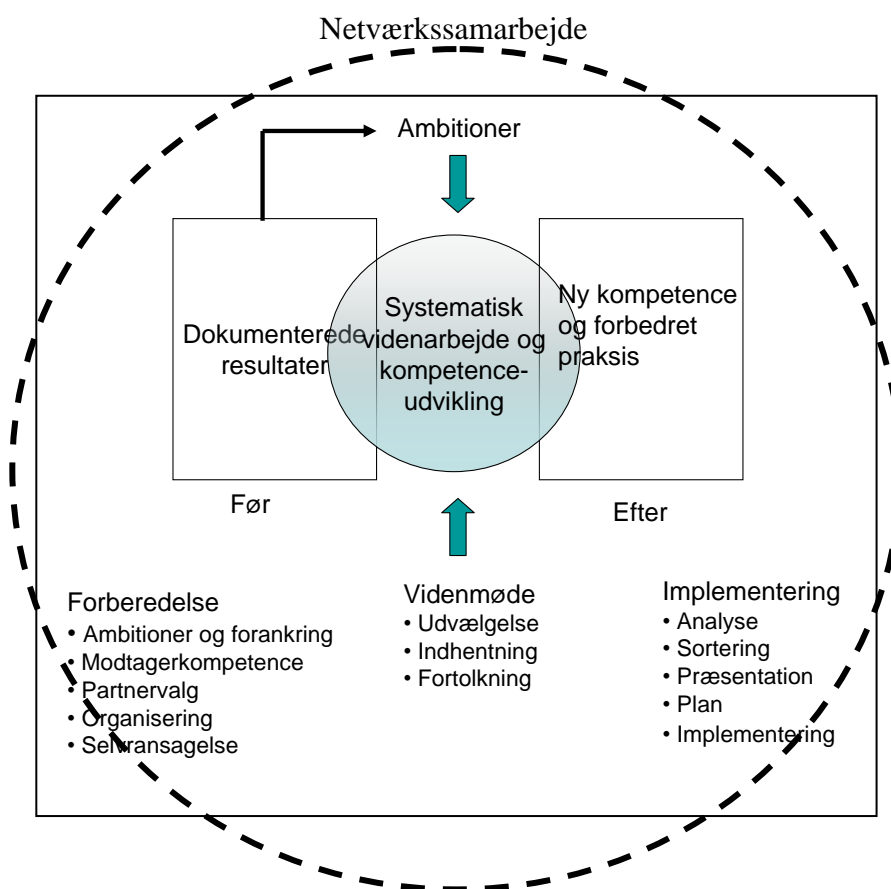 Netværkssamarbejde
Ambitioner
Dokumenterede
resultater
Systematisk
videnarbejde og
kompetence-
udvikling
Ny kompetence
og forbedret
praksis
Før
Efter
Forberedelse
• Ambitioner og forankring
• Modtagerkompetence
• Partnervalg
• Organisering
• Selvransagelse
Videnmøde
• Udvælgelse
• Indhentning
• Fortolkning
Implementering
• Analyse
• Sortering
• Præsentation
• Plan
• Implementering